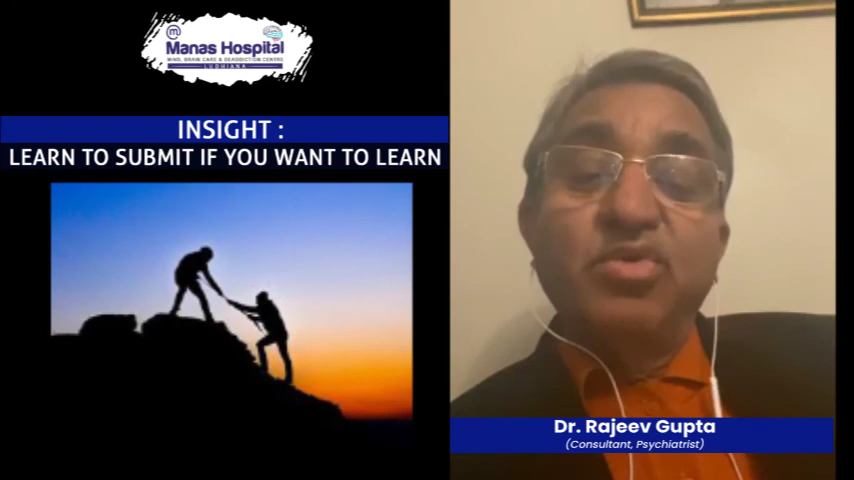 Manas Hospital
MIND, BRAIN CARE & DEADDICTION CENTRE
LUDHIANA
INSIGHT :
LEARN TO SUBMIT IF YOU WANT TO LEARN
Dr. Rajeev Gupta
(Consultant, Psychiatrist)